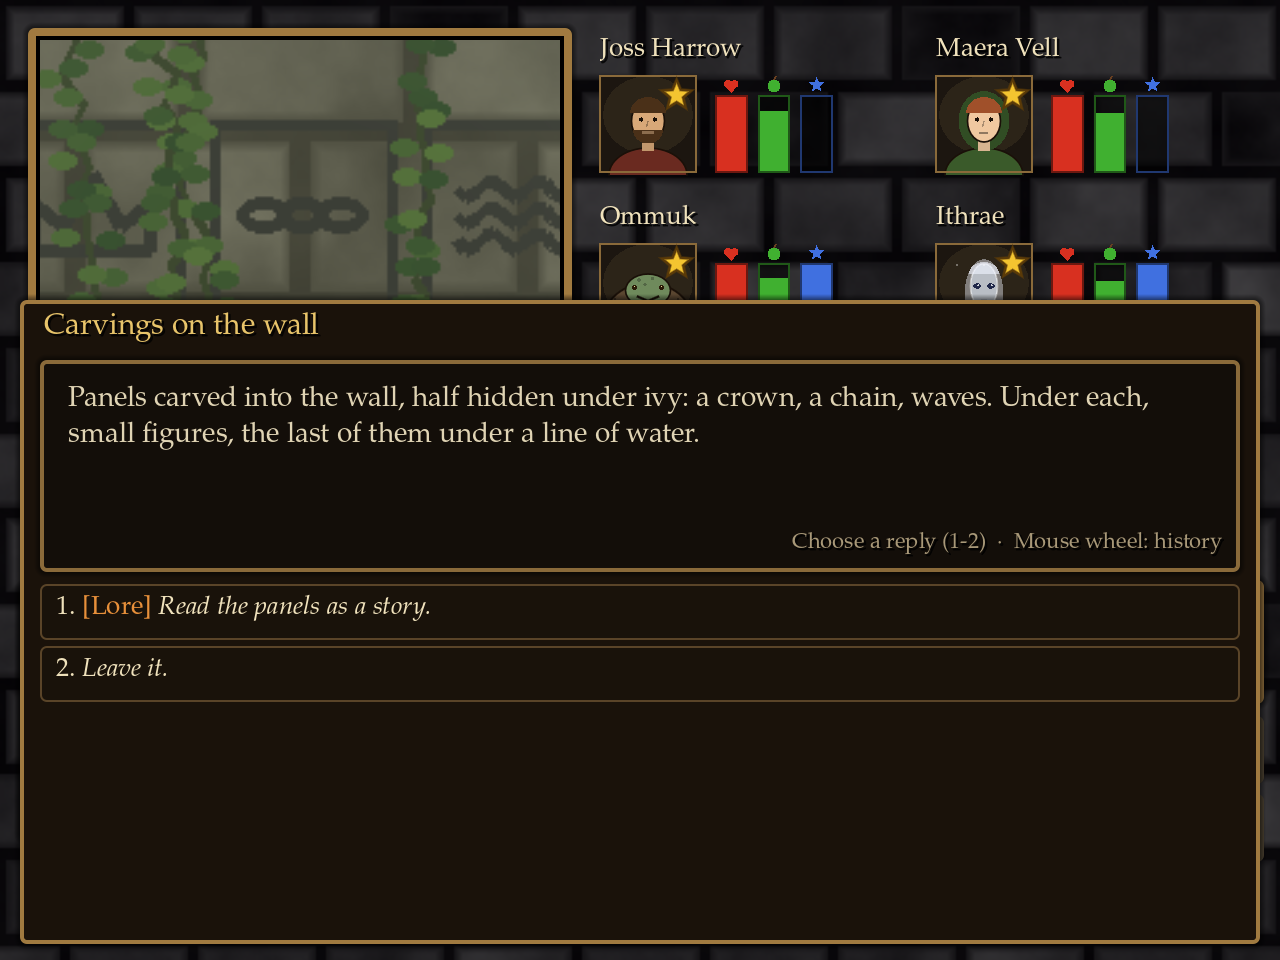 Joss Harrow
Maera Vell
Ommuk
Ithrae
Carvings on the wall
Panels carved into the wall, half hidden under ivy: a crown, a chain, waves. Under each,
small figures, the last of them under a line of water.
Choose a reply (1-2) · Mouse wheel: history
1. [Lore] Read the panels as a story.
2. Leave it.